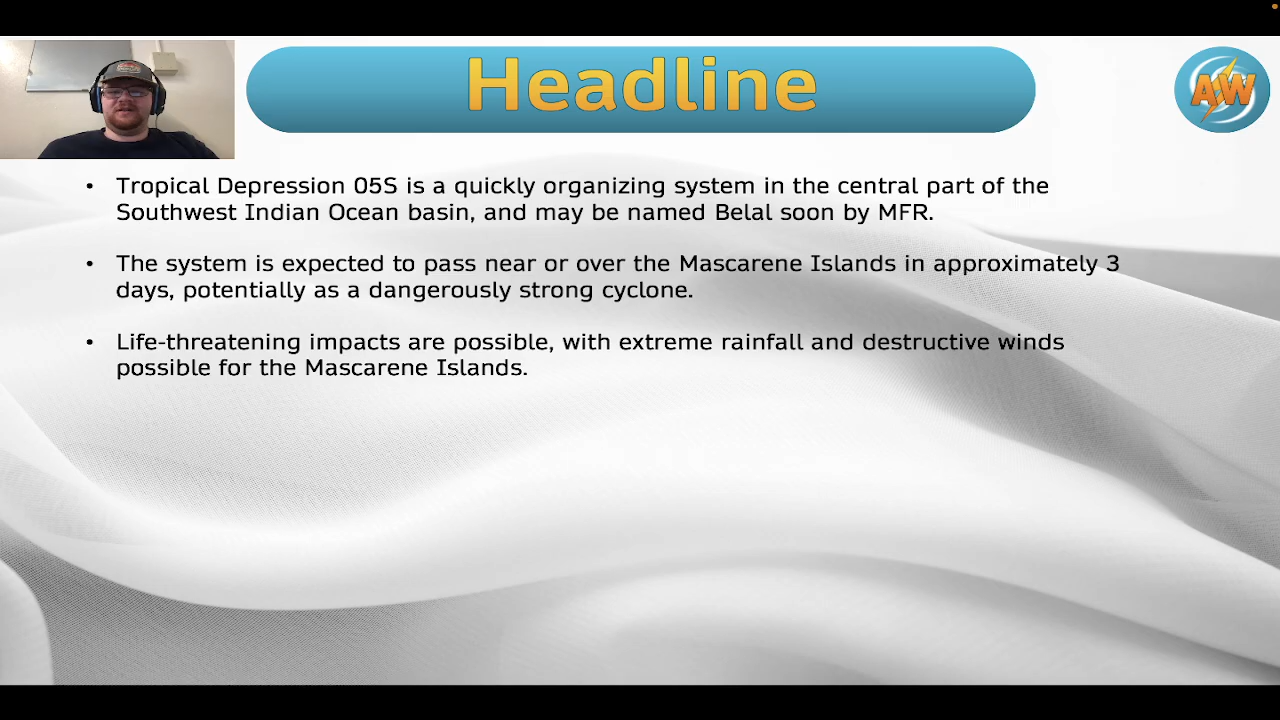 Headline
AW
• Tropical Depression 05S is a quickly organizing system in the central part of the
Southwest Indian Ocean basin, and may be named Belal soon by MFR.
• The system is expected to pass near or over the Mascarene Islands in approximately 3
days, potentially as a dangerously strong cyclone.
• Life-threatening impacts are possible, with extreme rainfall and destructive winds
possible for the Mascarene Islands.